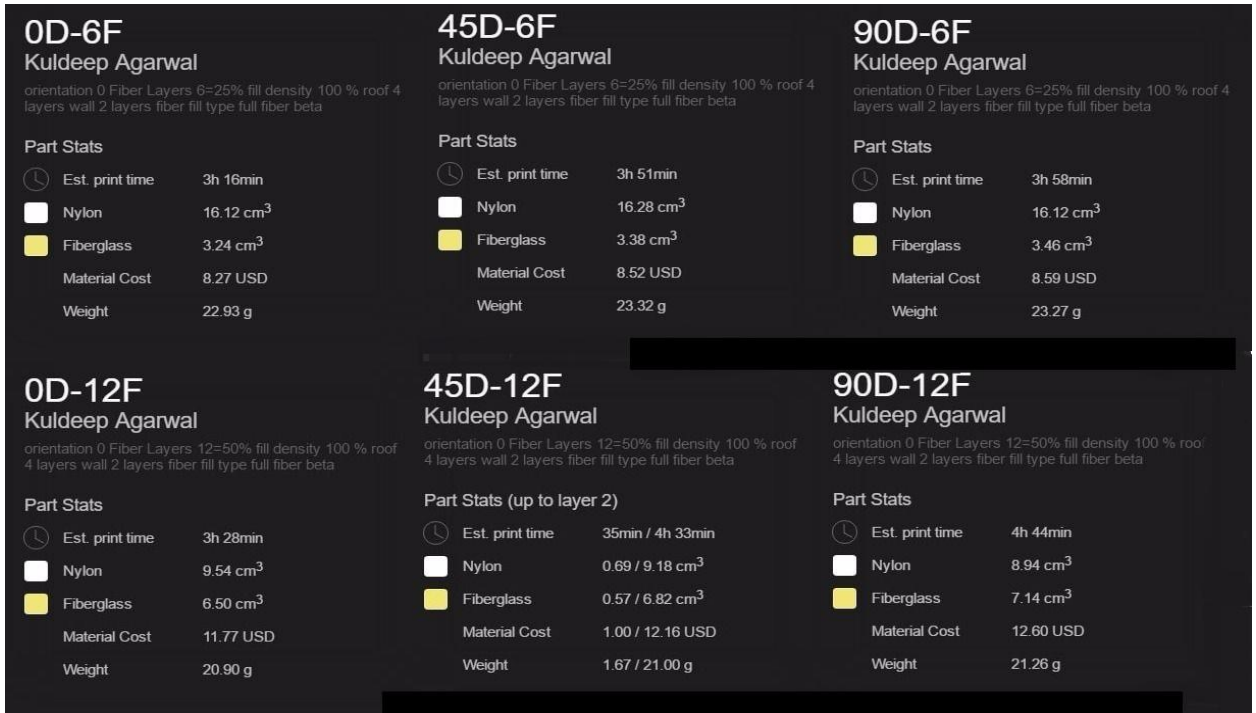 0D-6F
Kuldeep Agarwal
orientation 0 Fiber Layers 6=25% fill density 100 % roof 4
layers wall 2 layers fiber fill type full fiber beta
Part Stats
Est. print time 3h 16min
Nylon 16.12 cm3
Fiberglass 3.24 cm3
Material Cost 8.27 USD
Weight 22.93 g
45D-6F
Kuldeep Agarwal
orientation 0 Fiber Layers 6=25% fill density 100 % roof 4
layers wall 2 layers fiber fill type full fiber beta
Part Stats
Est. print time 3h 51min
Nylon 16.28 cm3
Fiberglass 3.38 cm3
Material Cost 8.52 USD
Weight 23.32 g
90D-6F
Kuldeep Agarwal
orientation 0 Fiber Layers 6=25% fill density 100 % roof 4
layers wall 2 layers fiber fill type full fiber beta
Part Stats
Est. print time 3h 58min
Nylon 16.12 cm3
Fiberglass 3.46 cm3
Material Cost 8.59 USD
Weight 23.27 g
0D-12F
Kuldeep Agarwal
orientation 0 Fiber Layers 12=50% fill density 100 % roof
4 layers wall 2 layers fiber fill type full fiber beta
Part Stats
Est. print time 3h 28min
Nylon 9.54 cm3
Fiberglass 6.50 cm3
Material Cost 11.77 USD
Weight 20.90 g
45D-12F
Kuldeep Agarwal
orientation 0 Fiber Layers 12=50% fill density 100 % roof
4 layers wall 2 layers fiber fill type full fiber beta
Part Stats (up to layer 2)
Est. print time 35min / 4h 33min
Nylon 0.69 / 9.18 cm3
Fiberglass 0.57 / 6.82 cm3
Material Cost 1.00 / 12.16 USD
Weight 1.67 / 21.00 g
90D-12F
Kuldeep Agarwal
orientation 0 Fiber Layers 12=50% fill density 100 % roof
4 layers wall 2 layers fiber fill type full fiber beta
Part Stats
Est. print time 4h 44min
Nylon 8.94 cm3
Fiberglass 7.14 cm3
Material Cost 12.60 USD
Weight 21.26 g